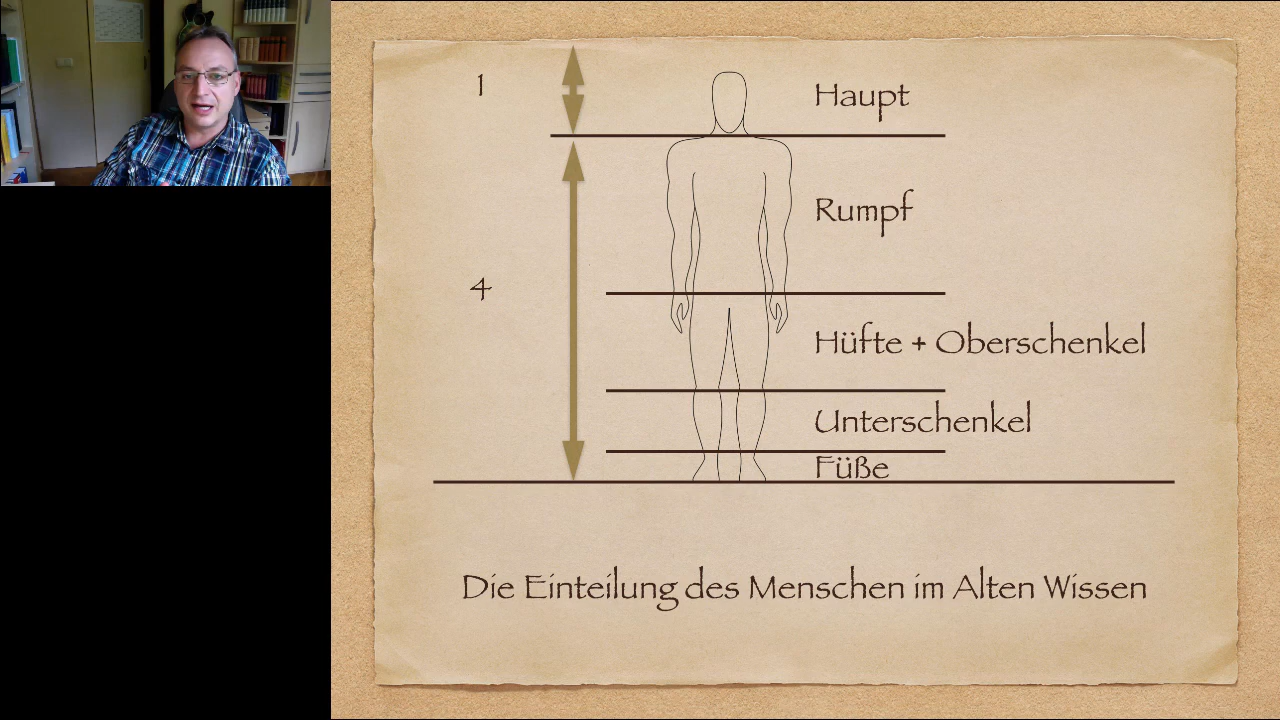 1
Haupt
Rumpf
4
Hüfte + Oberschenkel
Unterschenkel
Füße
Die Einteilung des Menschen im Alten Wissen